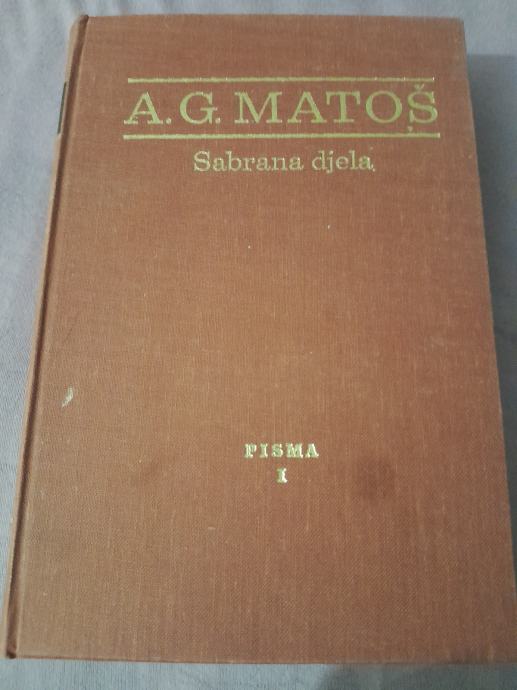 A. G. MATOŠ
Sabrana djela
PISMA
I